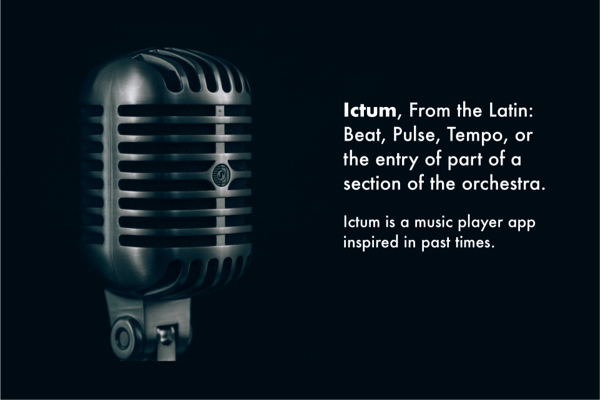 Ictum, From the Latin:
Beat, Pulse, Tempo, or
the entry of part of a
section of the orchestra.
Ictum is a music player app
inspired in past times.